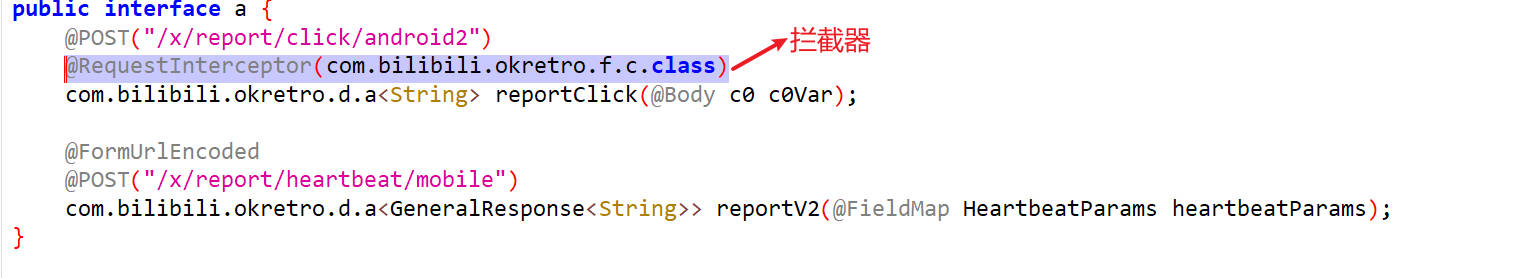 public interface a {
@POST("/x/report/click/android2")
拦截器
@RequestInterceptor(com.bilibili.okretro.f.c.class)
com.bilibili.okretro.d.a<String> reportClick(@Body c0 c0Var);
@FormUrlEncoded
@POST("/x/report/heartbeat/mobile")
com.bilibili.okretro.d.a<GeneralResponse<String>> reportV2(@FieldMap HeartbeatParams heartbeatParams);
}